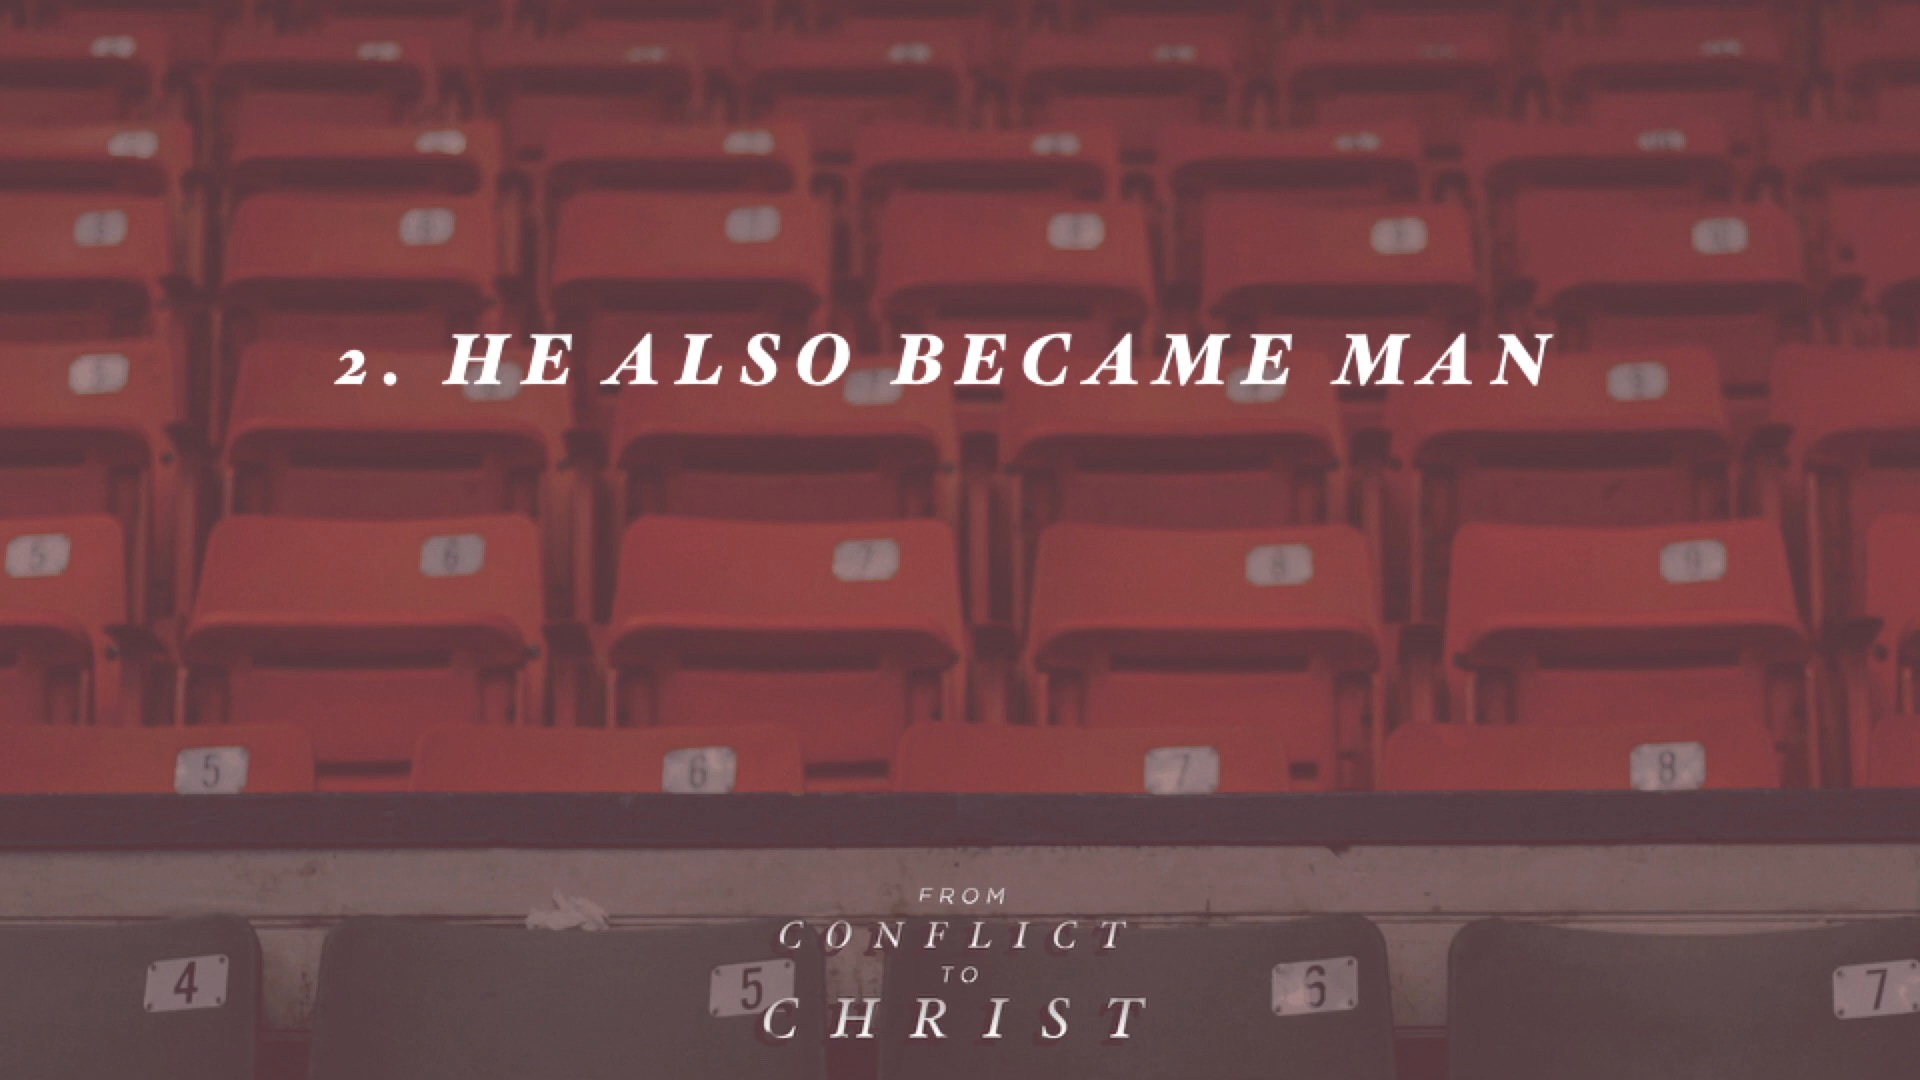 2. HE ALSO BECAME MAN
5 6 7 8 9
5 6 7 8
FROM
CONFLICT
TO
CHRIST
4 5 6 7